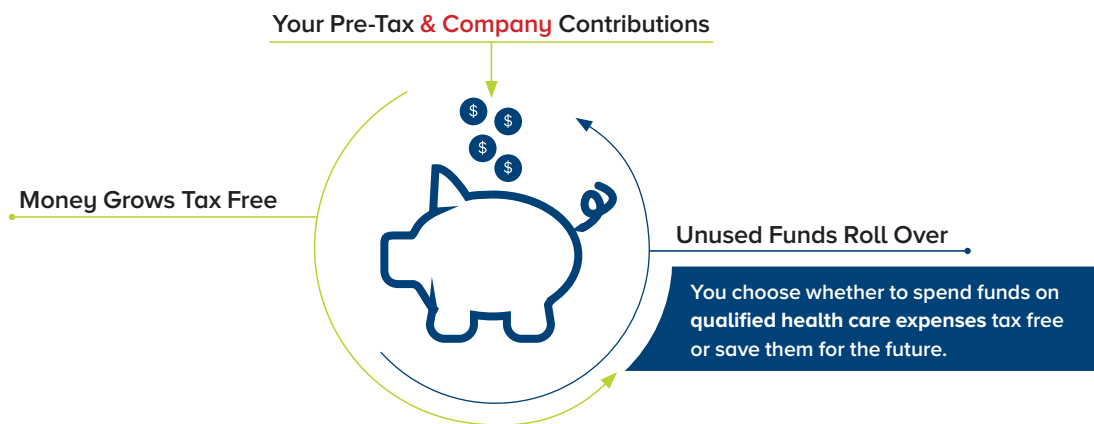 Your Pre-Tax & Company Contributions
$
$
$
$
Money Grows Tax Free
Unused Funds Roll Over
You choose whether to spend funds on
qualified health care expenses tax free
or save them for the future.